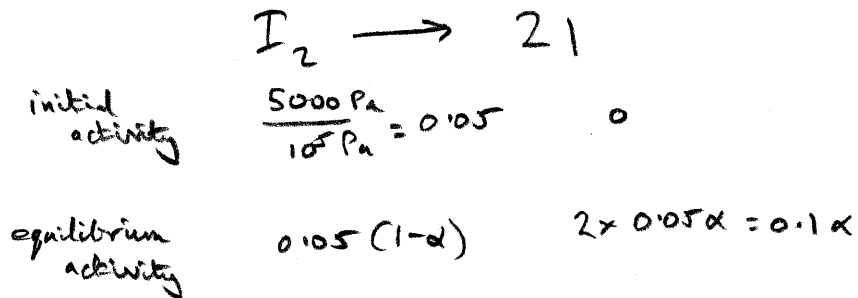 I₂ ⟶ 2I
initial activity 5000 Pa / 10⁵ Pa = 0.05 0
equilibrium activity 0.05 (1-α) 2 × 0.05α = 0.1 α